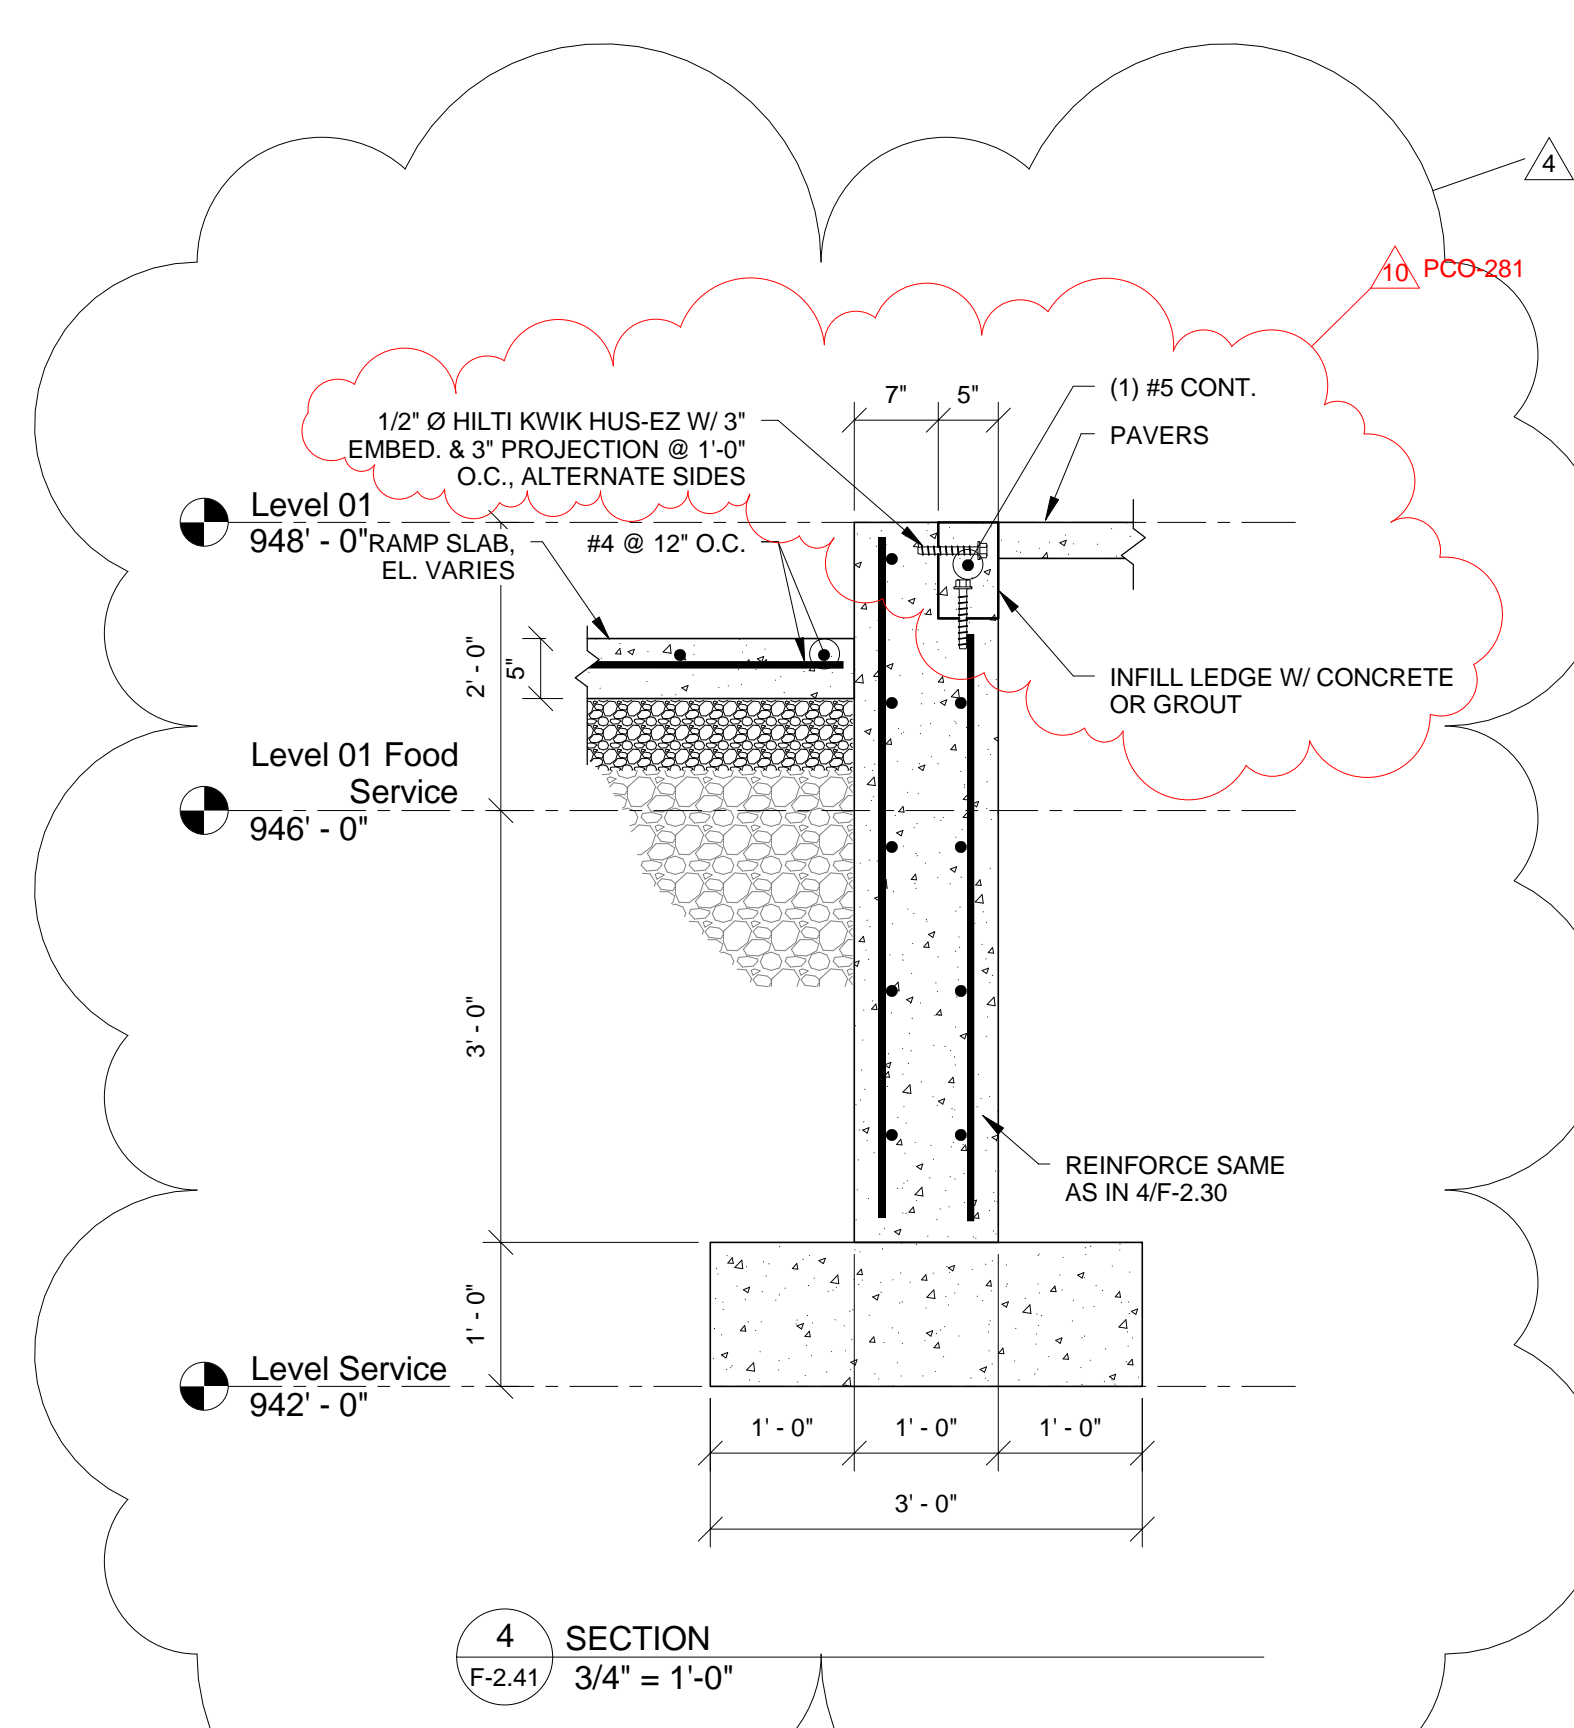 4
10 PCO-281
7"
5"
(1) #5 CONT.
1/2" Ø HILTI KWIK HUS-EZ W/ 3"
EMBED. & 3" PROJECTION @ 1'-0"
O.C., ALTERNATE SIDES
PAVERS
Level 01
948' - 0"
RAMP SLAB,
EL. VARIES
#4 @ 12" O.C.
2' - 0"
5"
INFILL LEDGE W/ CONCRETE
OR GROUT
Level 01 Food
Service
946' - 0"
3' - 0"
REINFORCE SAME
AS IN 4/F-2.30
1' - 0"
Level Service
942' - 0"
1' - 0"
1' - 0"
1' - 0"
3' - 0"
4
F-2.41
SECTION
3/4" = 1'-0"